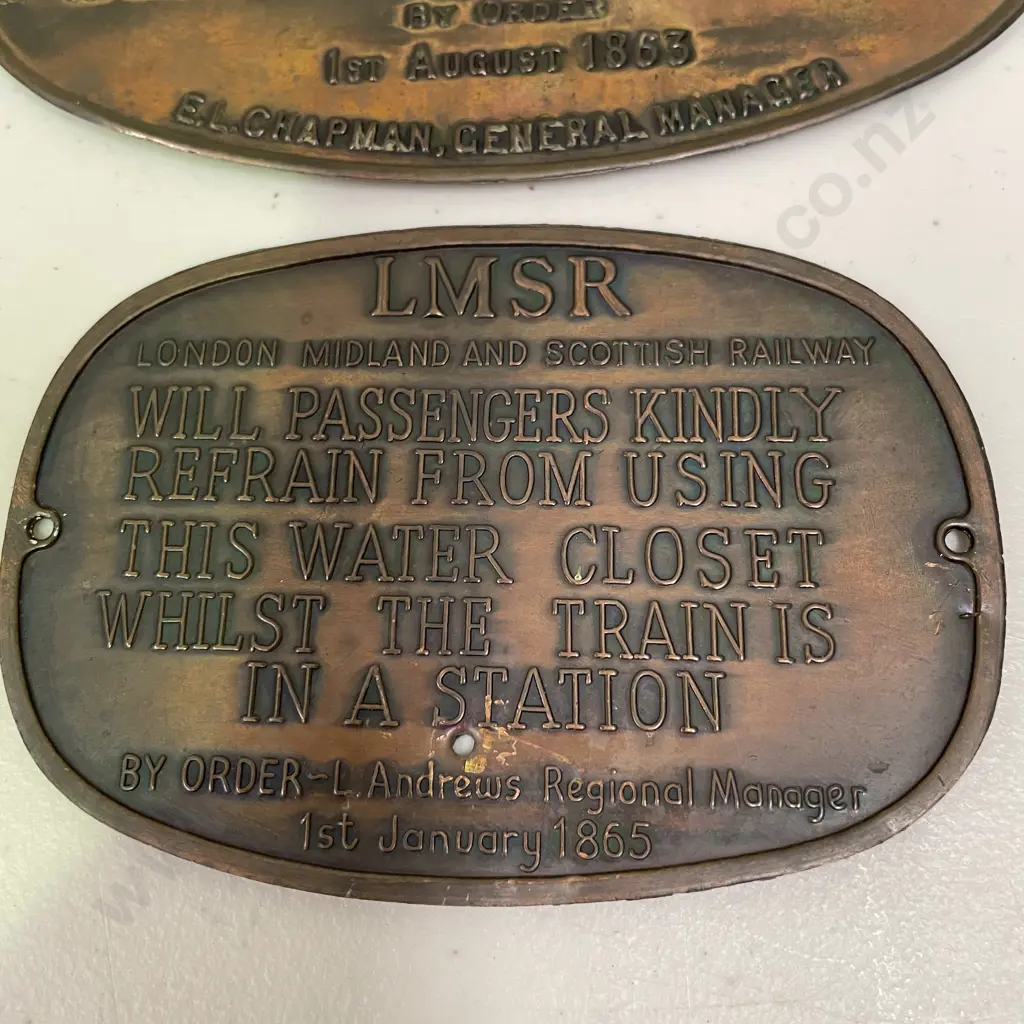 BY ORDER
1ST AUGUST 1863
E.L.CHAPMAN, GENERAL MANAGER
co.nz
LMSR
LONDON MIDLAND AND SCOTTISH RAILWAY
WILL PASSENGERS KINDLY
REFRAIN FROM USING
THIS WATER CLOSET
WHILST THE TRAIN IS
IN A STATION
BY ORDER~L. Andrews Regional Manager
1st January 1865